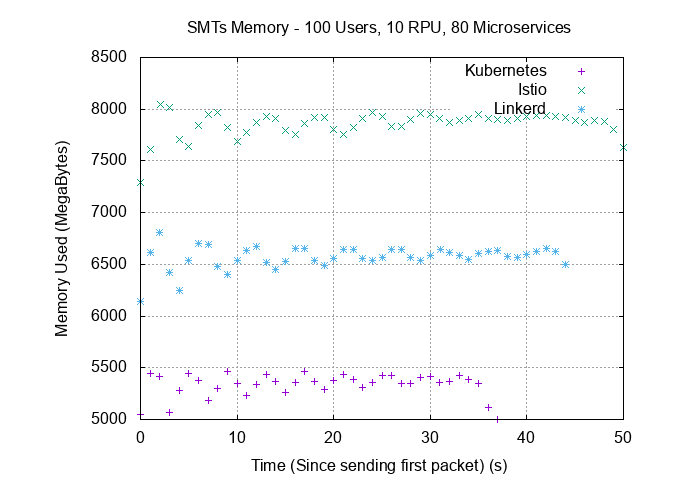 SMTs Memory - 100 Users, 10 RPU, 80 Microservices
Memory Used (MegaBytes)
8500
8000
7500
7000
6500
6000
5500
5000
Kubernetes
Istio
Linkerd
0
10
20
30
40
50
Time (Since sending first packet) (s)